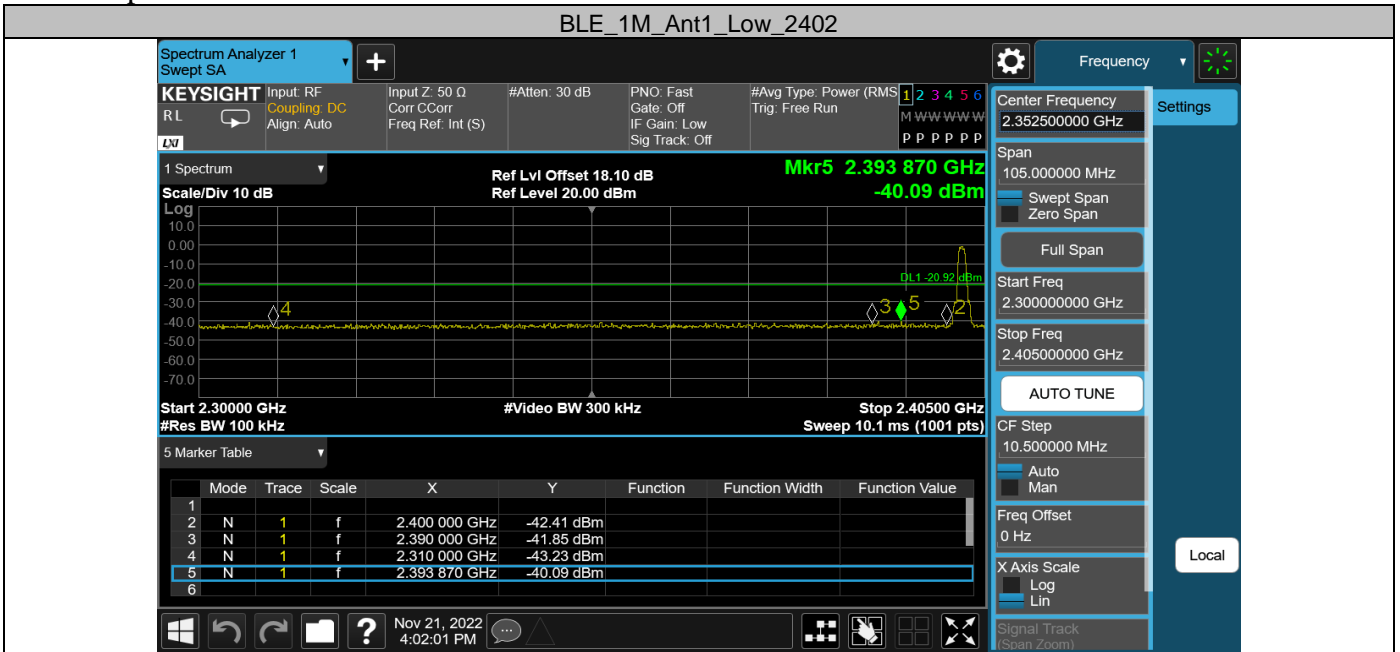 BLE_1M_Ant1_Low_2402
Spectrum Analyzer 1
Swept SA
Frequency
KEYSIGHT
RL
LXI
Input: RF
Coupling: DC
Align: Auto
Input Z: 50 Ω
Corr CCorr
Freq Ref: Int (S)
#Atten: 30 dB
PNO: Fast
Gate: Off
IF Gain: Low
Sig Track: Off
#Avg Type: Power (RMS
Trig: Free Run
1 2 3 4 5 6
M W W W W W
P P P P P P
1 Spectrum
Scale/Div 10 dB
Ref Lvl Offset 18.10 dB
Ref Level 20.00 dBm
Mkr5 2.393 870 GHz
-40.09 dBm
Log
10.0
0.00
-10.0
-20.0
-30.0
-40.0
-50.0
-60.0
-70.0
DL1 -20.92 dBm
4
3
5
2
Start 2.30000 GHz
#Video BW 300 kHz
Stop 2.40500 GHz
#Res BW 100 kHz
Sweep 10.1 ms (1001 pts)
5 Marker Table
Mode Trace Scale X Y Function Function Width Function Value
1
2 N 1 f 2.400 000 GHz -42.41 dBm
3 N 1 f 2.390 000 GHz -41.85 dBm
4 N 1 f 2.310 000 GHz -43.23 dBm
5 N 1 f 2.393 870 GHz -40.09 dBm
6
Nov 21, 2022
4:02:01 PM
Center Frequency
2.352500000 GHz
Settings
Span
105.000000 MHz
Swept Span
Zero Span
Full Span
Start Freq
2.300000000 GHz
Stop Freq
2.405000000 GHz
AUTO TUNE
CF Step
10.500000 MHz
Auto
Man
Freq Offset
0 Hz
Local
X Axis Scale
Log
Lin
Signal Track
(Span Zoom)